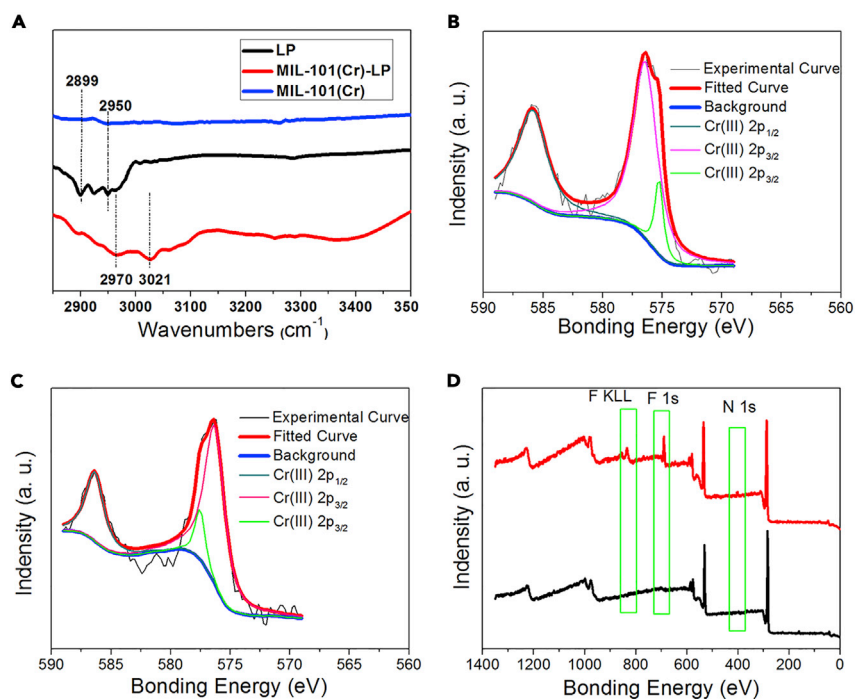 A
LP
MIL-101(Cr)-LP
MIL-101(Cr)
2899
2950
2970 3021
2900 3000 3100 3200 3300 3400 350
Wavenumbers (cm⁻¹)
B
Experimental Curve
Fitted Curve
Background
Cr(III) 2p1/2
Cr(III) 2p3/2
Cr(III) 2p3/2
Indensity (a. u.)
590 585 580 575 570 565 560
Bonding Energy (eV)
C
Experimental Curve
Fitted Curve
Background
Cr(III) 2p1/2
Cr(III) 2p3/2
Cr(III) 2p3/2
Indensity (a. u.)
590 585 580 575 570 565 560
Bonding Energy (eV)
D
F KLL F 1s N 1s
Indensity (a. u.)
1400 1200 1000 800 600 400 200 0
Bonding Energy (eV)